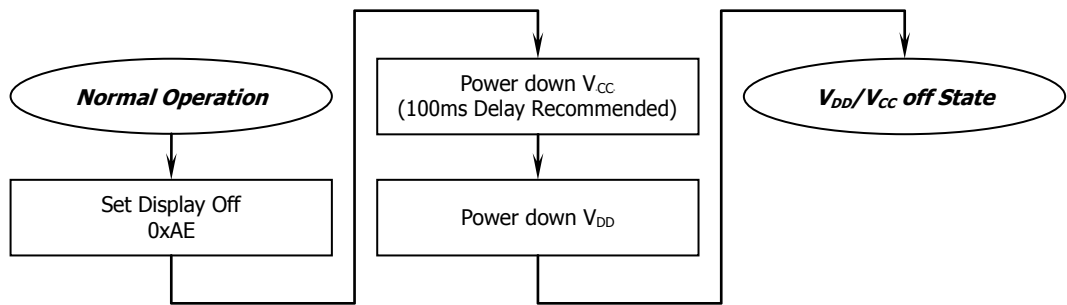 Normal Operation
Set Display Off
0xAE
Power down VCC
(100ms Delay Recommended)
Power down VDD
VDD/VCC off State